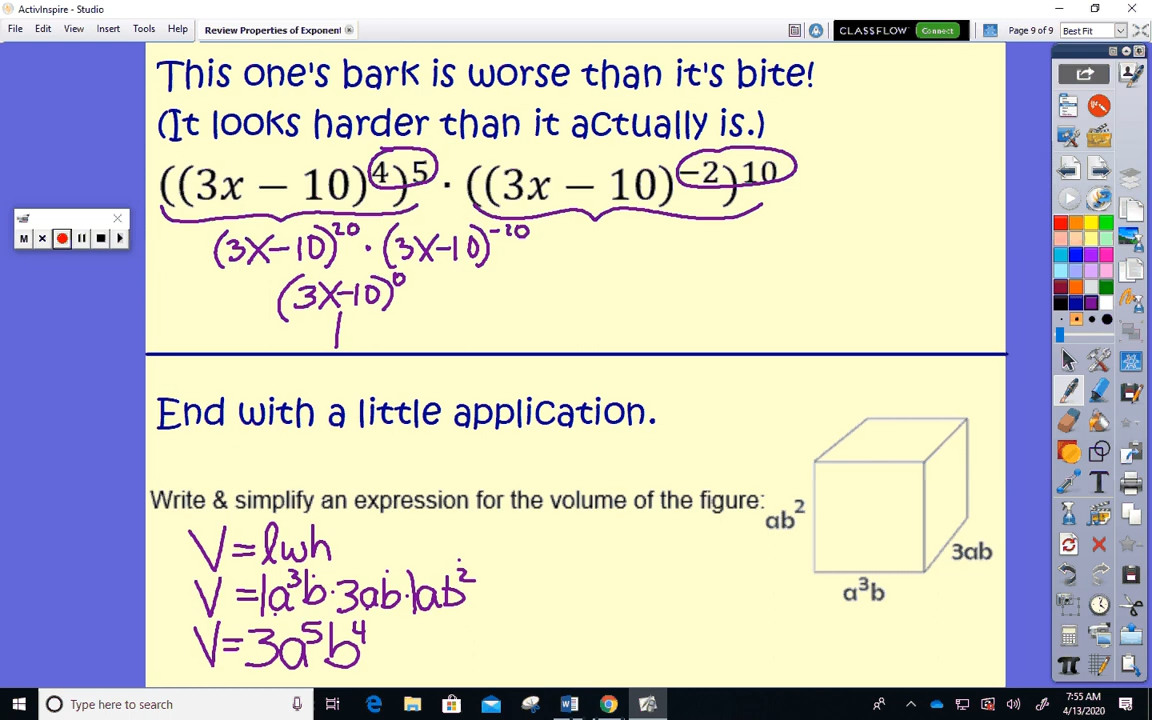 ActivInspire - Studio
File Edit View Insert Tools Help Review Properties of Exponent CLASSFLOW Connect Page 9 of 9 Best Fit
This one's bark is worse than it's bite!
(It looks harder than it actually is.)
((3x − 10)^4)^5 · ((3x − 10)^−2)^10
M
(3x−10)^20 · (3x−10)^−20
(3x−10)^0
1
End with a little application.
Write & simplify an expression for the volume of the figure:
ab²
3ab
a³b
V = lwh
V = 1a³b · 3ab · 1ab²
V = 3a⁵b⁴
Type here to search
7:55 AM
4/13/2020